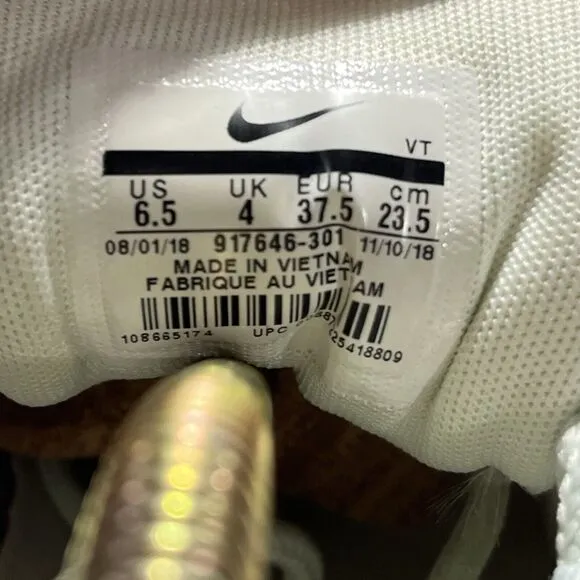 VT
US UK EUR cm
6.5 4 37.5 23.5
08/01/18 917646-301 11/10/18
MADE IN VIETNAM
FABRIQUE AU VIETNAM
108665174 UPC